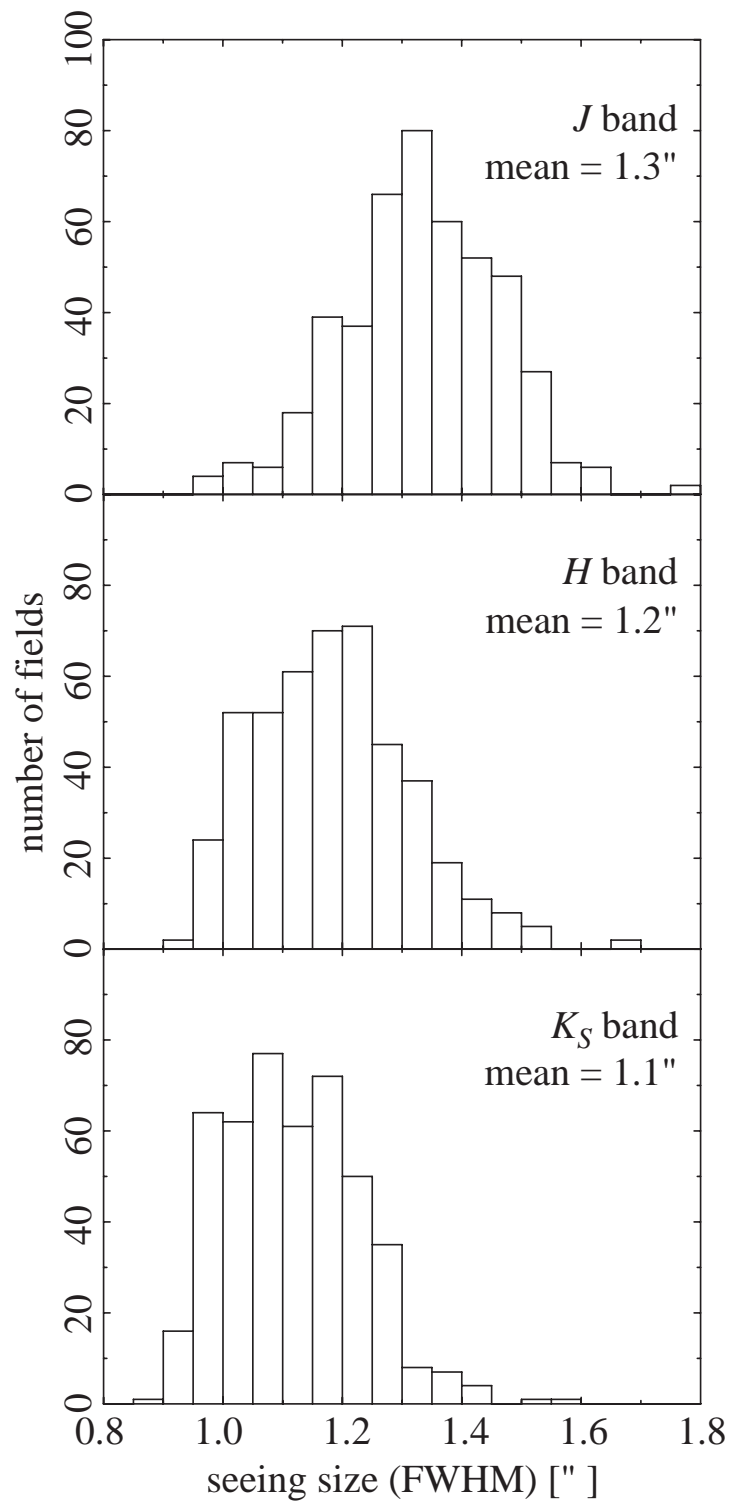 100
80
60
40
20
0
J band
mean = 1.3"
80
60
40
20
0
H band
mean = 1.2"
number of fields
80
60
40
20
0
K_S band
mean = 1.1"
0.8 1.0 1.2 1.4 1.6 1.8
seeing size (FWHM) [" ]